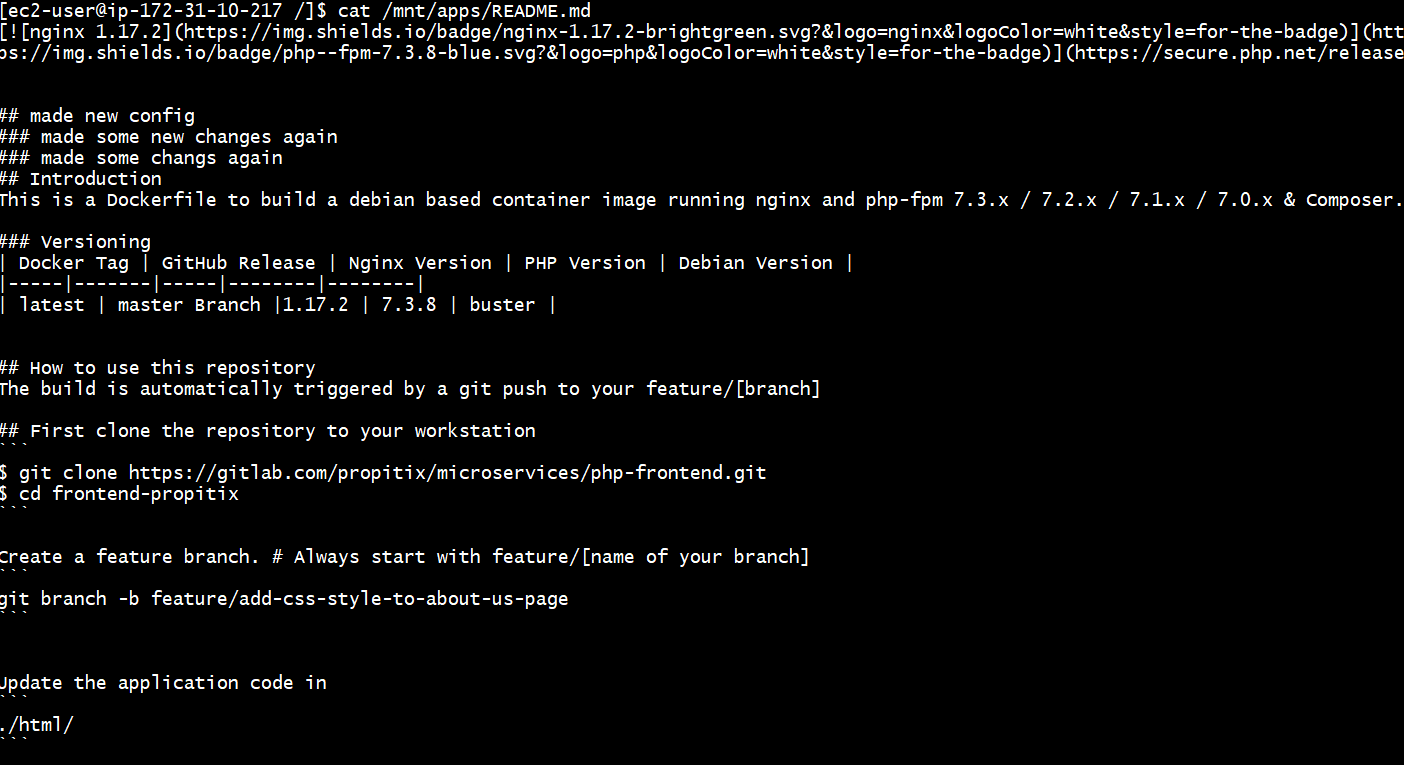 [ec2-user@ip-172-31-10-217 /]$ cat /mnt/apps/README.md
[![nginx 1.17.2](https://img.shields.io/badge/nginx-1.17.2-brightgreen.svg?&logo=nginx&logoColor=white&style=for-the-badge)](htt
ps://img.shields.io/badge/php--fpm-7.3.8-blue.svg?&logo=php&logoColor=white&style=for-the-badge)](https://secure.php.net/release
## made new config
### made some new changes again
### made some changs again
## Introduction
This is a Dockerfile to build a debian based container image running nginx and php-fpm 7.3.x / 7.2.x / 7.1.x / 7.0.x & Composer.
### Versioning
| Docker Tag | GitHub Release | Nginx Version | PHP Version | Debian Version |
|-----|-------|-----|--------|--------|
| latest | master Branch |1.17.2 | 7.3.8 | buster |
## How to use this repository
The build is automatically triggered by a git push to your feature/[branch]
## First clone the repository to your workstation
```
$ git clone https://gitlab.com/propitix/microservices/php-frontend.git
$ cd frontend-propitix
```
Create a feature branch. # Always start with feature/[name of your branch]
```
git branch -b feature/add-css-style-to-about-us-page
```
Update the application code in
```
./html/
```